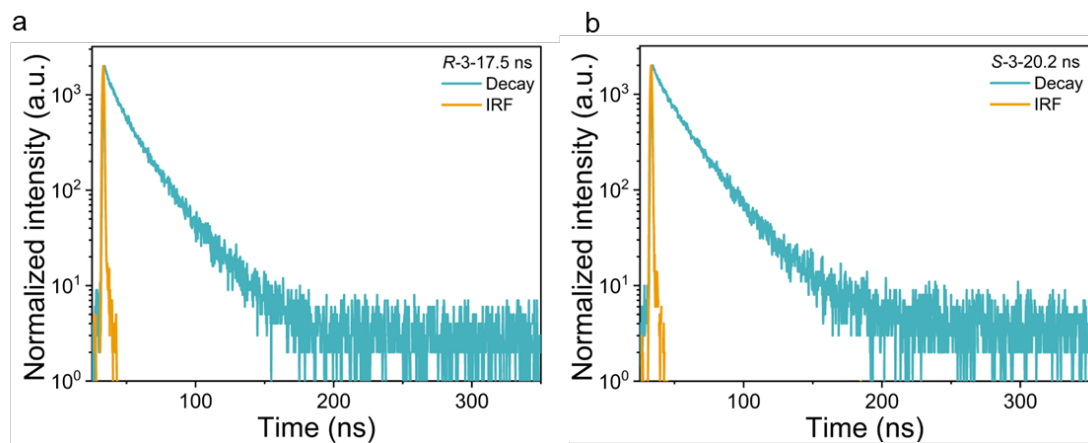 a
R-3-17.5 ns
Decay
IRF
Normalized intensity (a.u.)
10³
10²
10¹
10⁰
100
200
300
Time (ns)
b
S-3-20.2 ns
Decay
IRF
Normalized intensity (a.u.)
10³
10²
10¹
10⁰
100
200
300
Time (ns)